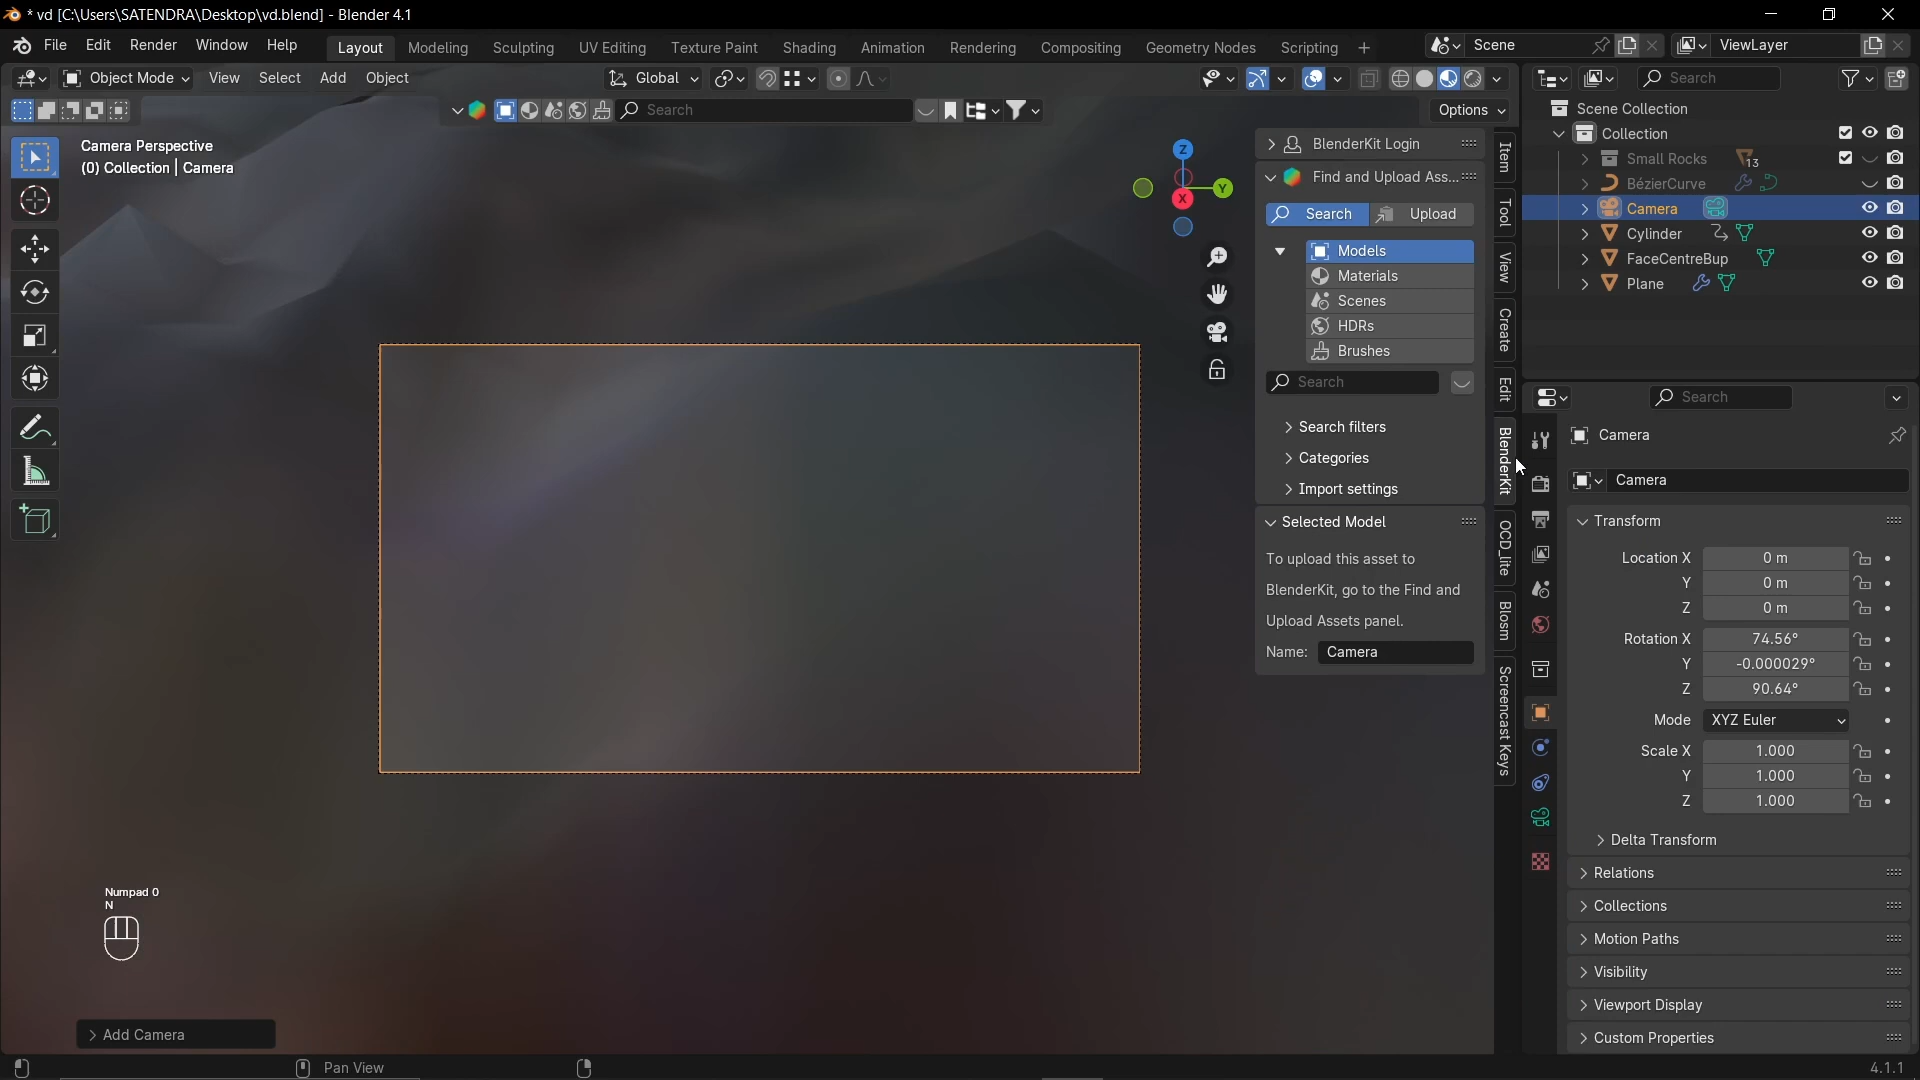 * vd [C:\Users\SATENDRA\Desktop\vd.blend] - Blender 4.1
File Edit Render Window Help Layout Modeling Sculpting UV Editing Texture Paint Shading Animation Rendering Compositing Geometry Nodes Scripting + Scene ViewLayer
Object Mode View Select Add Object Global Search
Search Options
Camera Perspective
(0) Collection | Camera
Z
Y
X
BlenderKit Login
Find and Upload Ass...
Search Upload
Models
Materials
Scenes
HDRs
Brushes
Search
Search filters
Categories
Import settings
Selected Model
To upload this asset to
BlenderKit, go to the Find and
Upload Assets panel.
Name: Camera
Item
Tool
View
Create
Edit
BlenderKit
OCD_lite
Blosm
Screencast Keys
Scene Collection
Collection
Small Rocks 13
BézierCurve
Camera
Cylinder
FaceCentreBup
Plane
Search
Camera
Camera
Transform
Location X 0 m
Y 0 m
Z 0 m
Rotation X 74.56°
Y -0.000029°
Z 90.64°
Mode XYZ Euler
Scale X 1.000
Y 1.000
Z 1.000
Delta Transform
Relations
Collections
Motion Paths
Visibility
Viewport Display
Custom Properties
Numpad 0
N
Add Camera
Pan View
4.1.1